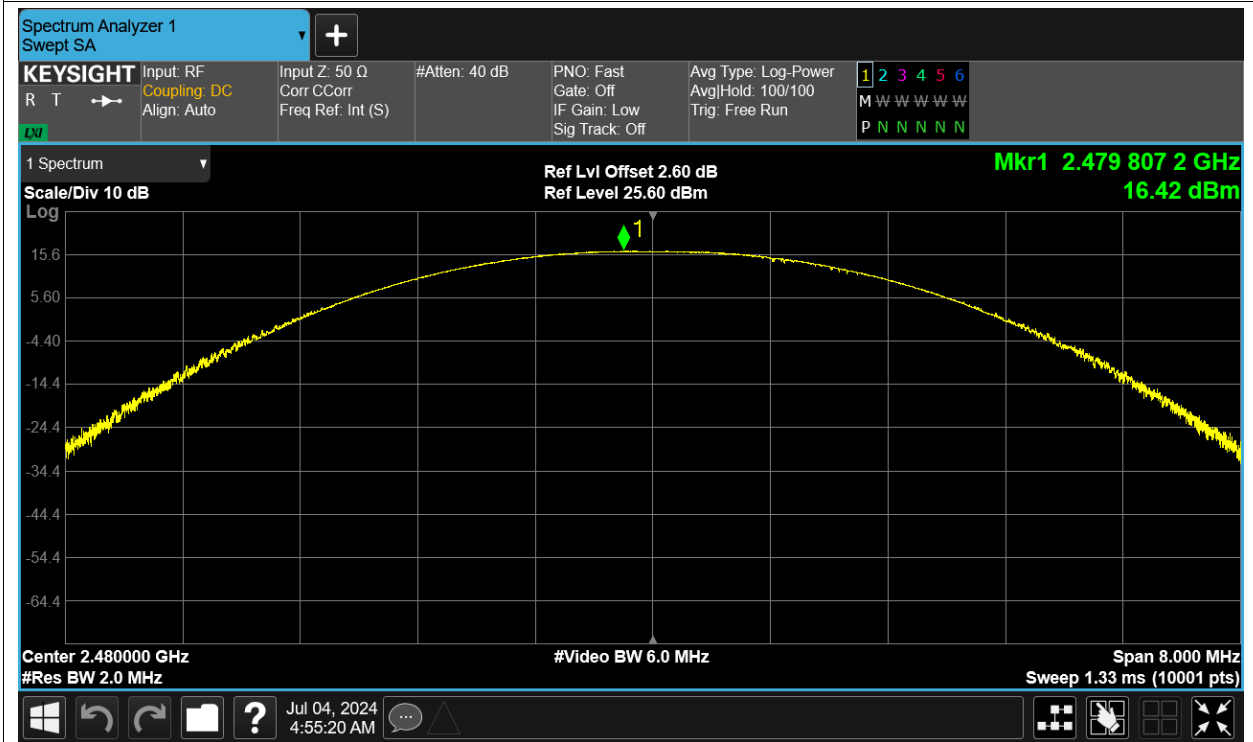 Spectrum Analyzer 1
Swept SA
+
KEYSIGHT
R T
LXI
Input: RF
Coupling: DC
Align: Auto
Input Z: 50 Ω
Corr CCorr
Freq Ref: Int (S)
#Atten: 40 dB
PNO: Fast
Gate: Off
IF Gain: Low
Sig Track: Off
Avg Type: Log-Power
Avg|Hold: 100/100
Trig: Free Run
1 2 3 4 5 6
M W W W W W
P N N N N N
1 Spectrum
Scale/Div 10 dB
Log
Ref Lvl Offset 2.60 dB
Ref Level 25.60 dBm
Mkr1 2.479 807 2 GHz
16.42 dBm
1
15.6
5.60
-4.40
-14.4
-24.4
-34.4
-44.4
-54.4
-64.4
Center 2.480000 GHz
#Res BW 2.0 MHz
#Video BW 6.0 MHz
Span 8.000 MHz
Sweep 1.33 ms (10001 pts)
?
Jul 04, 2024
4:55:20 AM